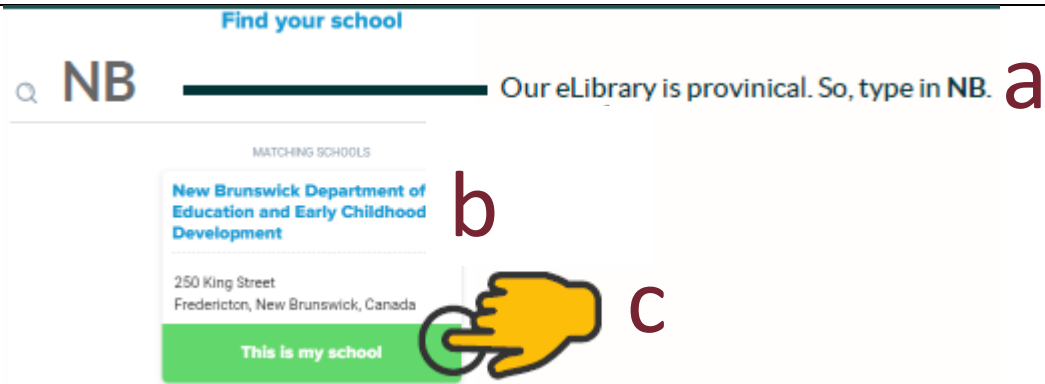 Find your school
NB
Our eLibrary is provinical. So, type in NB.
a
MATCHING SCHOOLS
New Brunswick Department of
Education and Early Childhood
Development
b
250 King Street
Fredericton, New Brunswick, Canada
c
This is my school